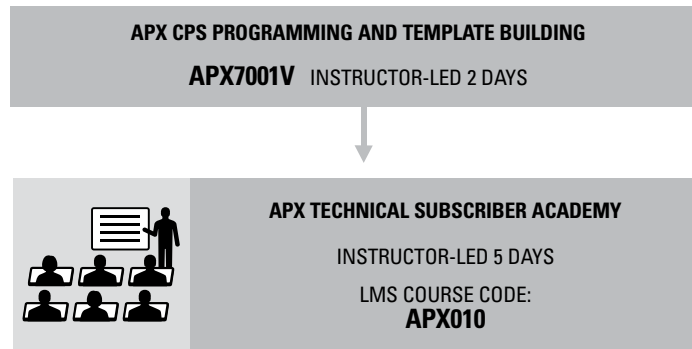 APX CPS PROGRAMMING AND TEMPLATE BUILDING
APX7001V INSTRUCTOR-LED 2 DAYS
APX TECHNICAL SUBSCRIBER ACADEMY
INSTRUCTOR-LED 5 DAYS
LMS COURSE CODE:
APX010